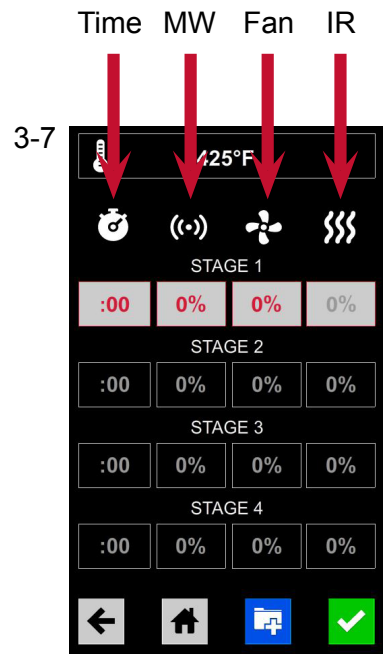 Time MW Fan IR
3-7
425°F
STAGE 1
:00 0% 0% 0%
STAGE 2
:00 0% 0% 0%
STAGE 3
:00 0% 0% 0%
STAGE 4
:00 0% 0% 0%